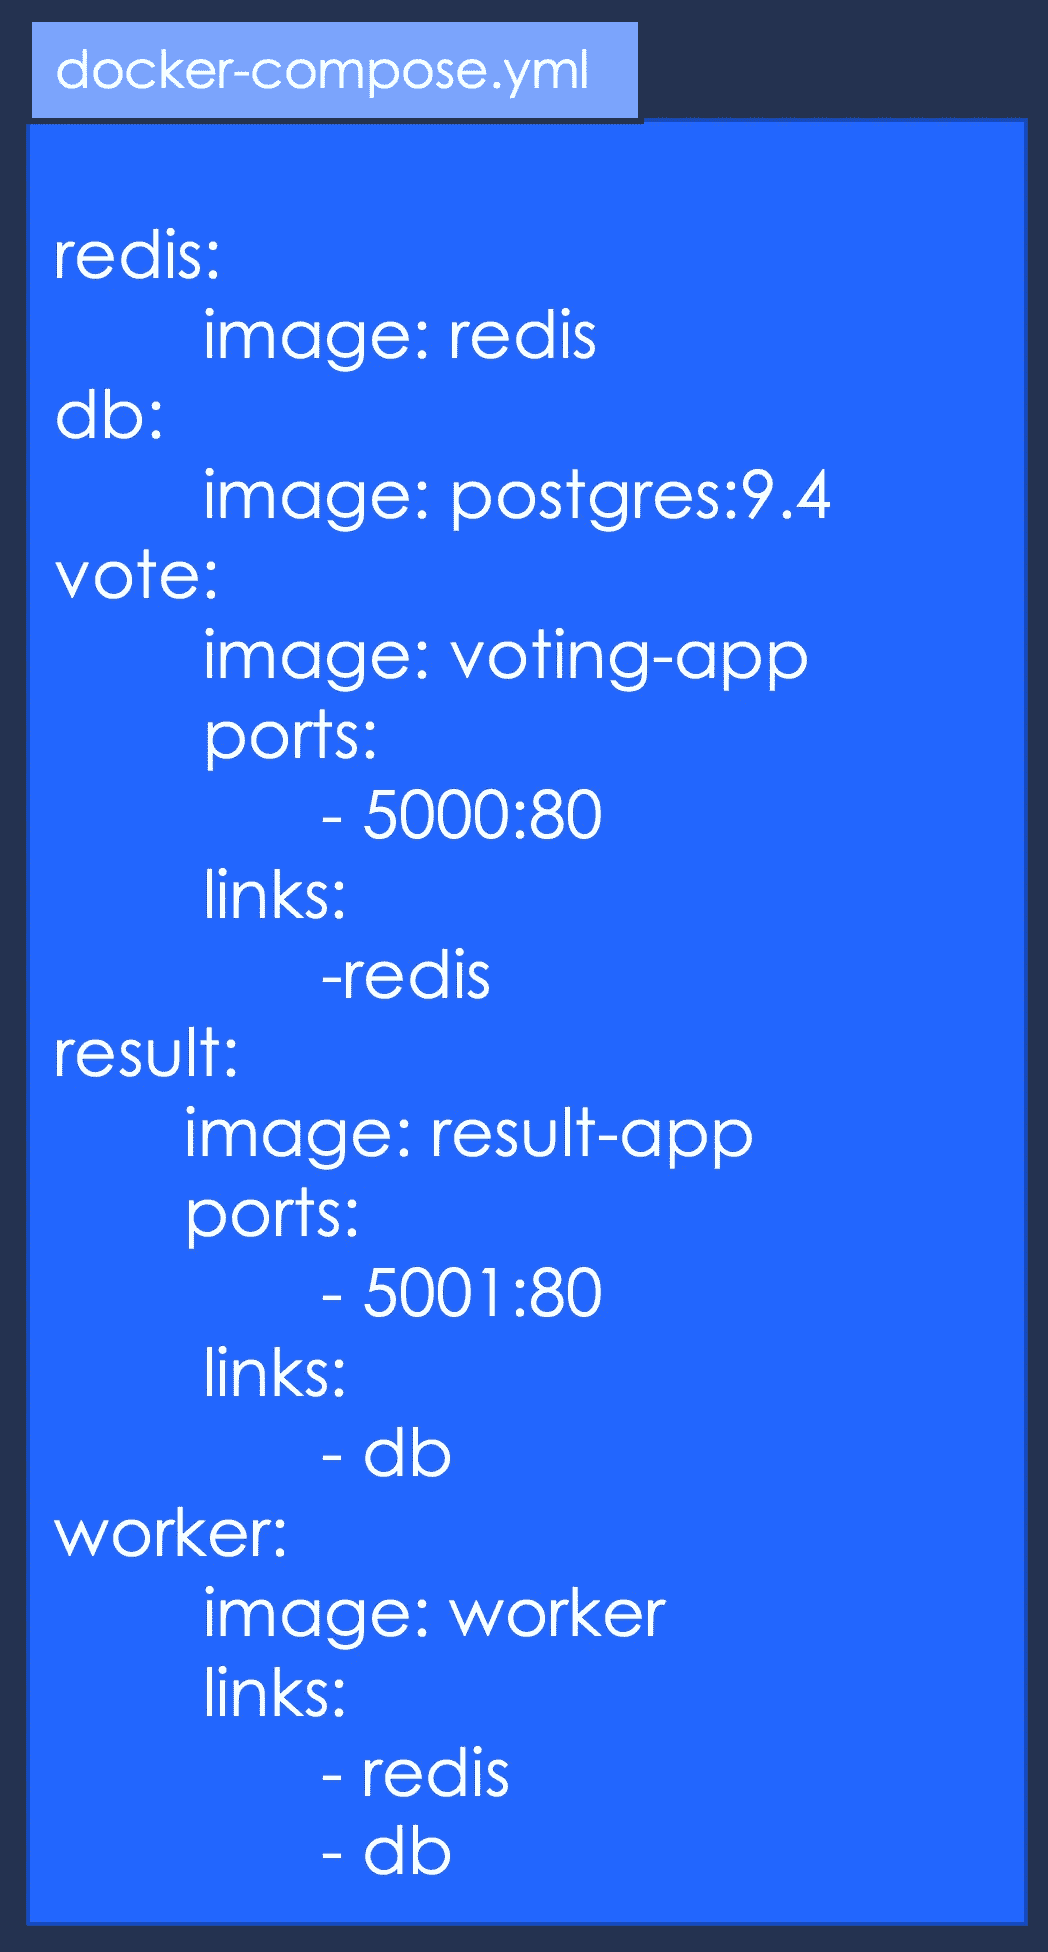 docker-compose.yml
redis:
image: redis
db:
image: postgres:9.4
vote:
image: voting-app
ports:
- 5000:80
links:
-redis
result:
image: result-app
ports:
- 5001:80
links:
- db
worker:
image: worker
links:
- redis
- db